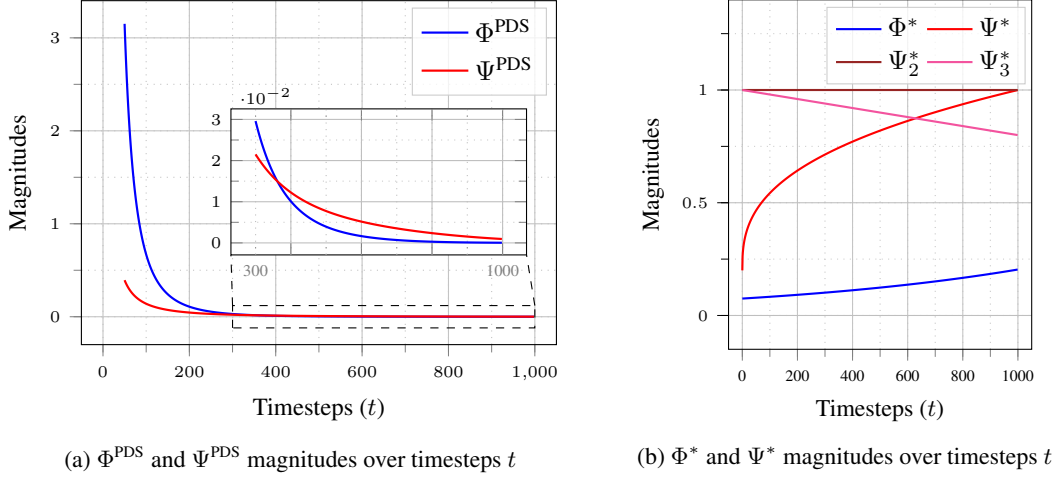 Φ^PDS
Ψ^PDS
·10^−2
3
2
1
0
300
1000
3
2
1
0
0
200
400
600
800
1,000
Magnitudes
Timesteps (t)
(a) Φ^PDS and Ψ^PDS magnitudes over timesteps t
Φ* Ψ*
Ψ₂* Ψ₃*
1
0.5
0
0
200
400
600
800
1000
Magnitudes
Timesteps (t)
(b) Φ* and Ψ* magnitudes over timesteps t